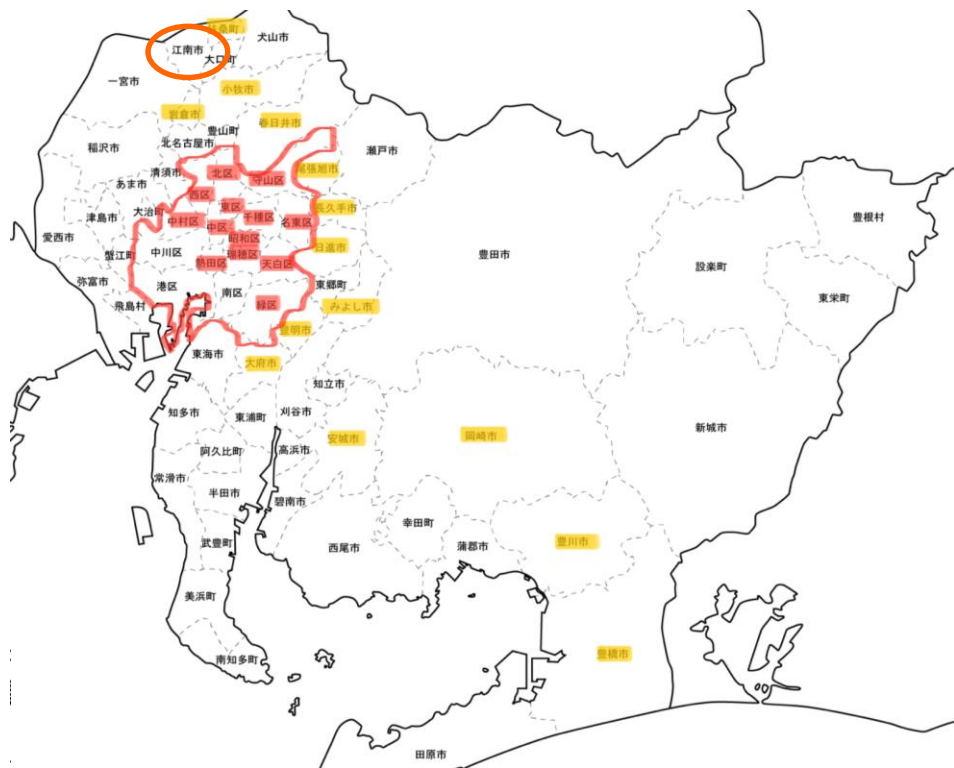 扶桑町
犬山市
江南市
大口町
一宮市
小牧市
岩倉市
春日井市
豊山町
北名古屋市
稲沢市
瀬戸市
清須市
北区
尾張旭市
守山区
あま市
西区
東区
長久手市
津島市
大治町
中村区
千種区
名東区
豊根村
中区
愛西市
昭和区
日進市
蟹江町
中川区
瑞穂区
豊田市
熱田区
天白区
設楽町
弥富市
港区
南区
東郷町
東栄町
飛島村
緑区
みよし市
豊明市
東海市
大府市
知立市
知多市
東浦町
刈谷市
新城市
安城市
岡崎市
阿久比町
高浜市
常滑市
半田市
碧南市
幸田町
武豊町
西尾市
蒲郡市
豊川市
美浜町
豊橋市
南知多町
田原市